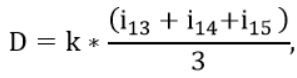 D = k * (i₁₃ + i₁₄+i₁₅ ) / 3,